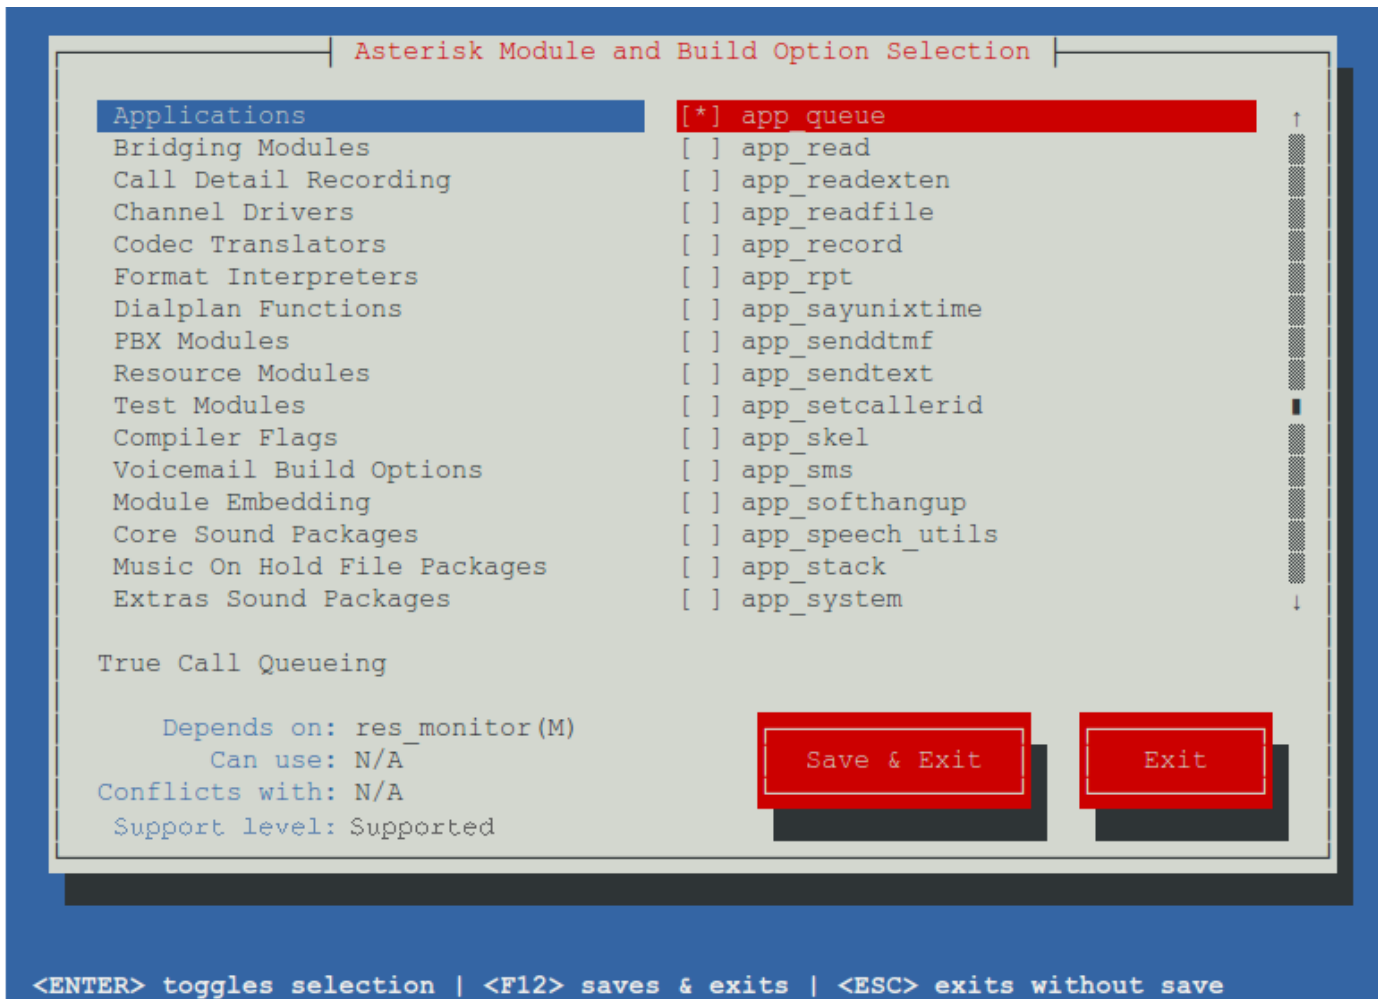 Asterisk Module and Build Option Selection
Applications [*] app_queue
Bridging Modules [ ] app_read
Call Detail Recording [ ] app_readexten
Channel Drivers [ ] app_readfile
Codec Translators [ ] app_record
Format Interpreters [ ] app_rpt
Dialplan Functions [ ] app_sayunixtime
PBX Modules [ ] app_senddtmf
Resource Modules [ ] app_sendtext
Test Modules [ ] app_setcallerid
Compiler Flags [ ] app_skel
Voicemail Build Options [ ] app_sms
Module Embedding [ ] app_softhangup
Core Sound Packages [ ] app_speech_utils
Music On Hold File Packages [ ] app_stack
Extras Sound Packages [ ] app_system
True Call Queueing
Depends on: res_monitor(M)
Can use: N/A
Conflicts with: N/A
Support level: Supported
Save & Exit Exit
<ENTER> toggles selection | <F12> saves & exits | <ESC> exits without save